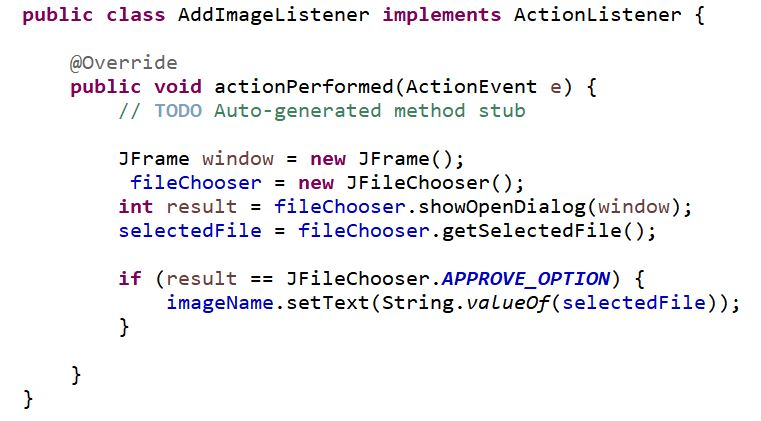 public class AddImageListener implements ActionListener {
@Override
public void actionPerformed(ActionEvent e) {
// TODO Auto-generated method stub
JFrame window = new JFrame();
fileChooser = new JFileChooser();
int result = fileChooser.showOpenDialog(window);
selectedFile = fileChooser.getSelectedFile();
if (result == JFileChooser.APPROVE_OPTION) {
imageName.setText(String.valueOf(selectedFile));
}
}
}